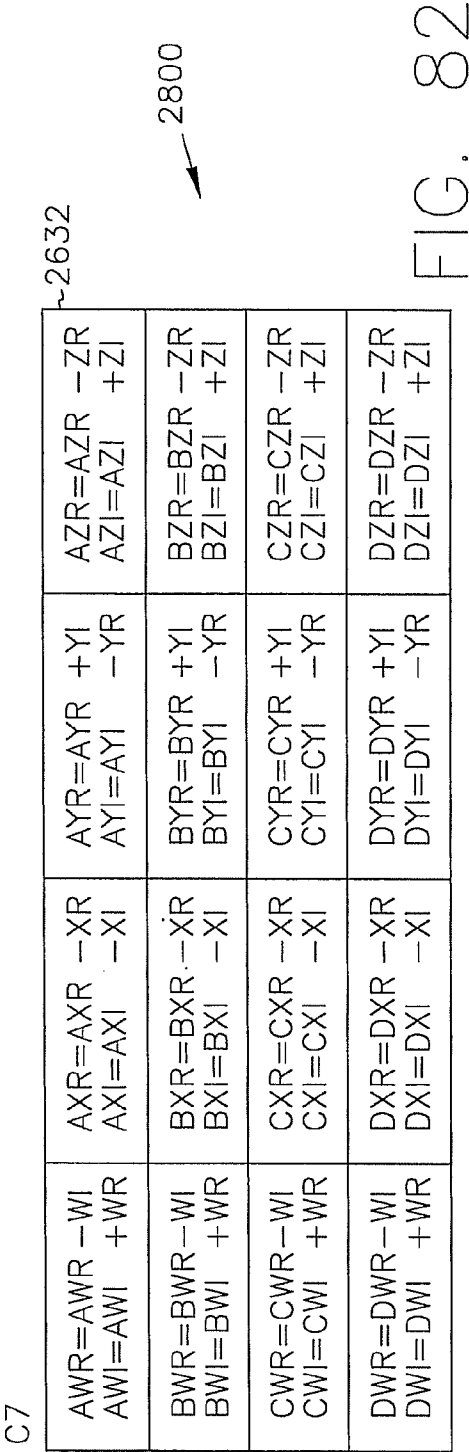 C7
2632
2800
AWR=AWR-WI
AWI=AWI +WR
AXR=AXR -XR
AXI=AXI -XI
AYR=AYR +YI
AYI=AYI -YR
AZR=AZR -ZR
AZI=AZI +ZI
BWR=BWR-WI
BWI=BWI +WR
BXR=BXR -XR
BXI=BXI -XI
BYR=BYR +YI
BYI=BYI -YR
BZR=BZR -ZR
BZI=BZI +ZI
CWR=CWR-WI
CWI=CWI +WR
CXR=CXR -XR
CXI=CXI -XI
CYR=CYR +YI
CYI=CYI -YR
CZR=CZR -ZR
CZI=CZI +ZI
DWR=DWR-WI
DWI=DWI +WR
DXR=DXR -XR
DXI=DXI -XI
DYR=DYR +YI
DYI=DYI -YR
DZR=DZR -ZR
DZI=DZI +ZI
FIG. 82